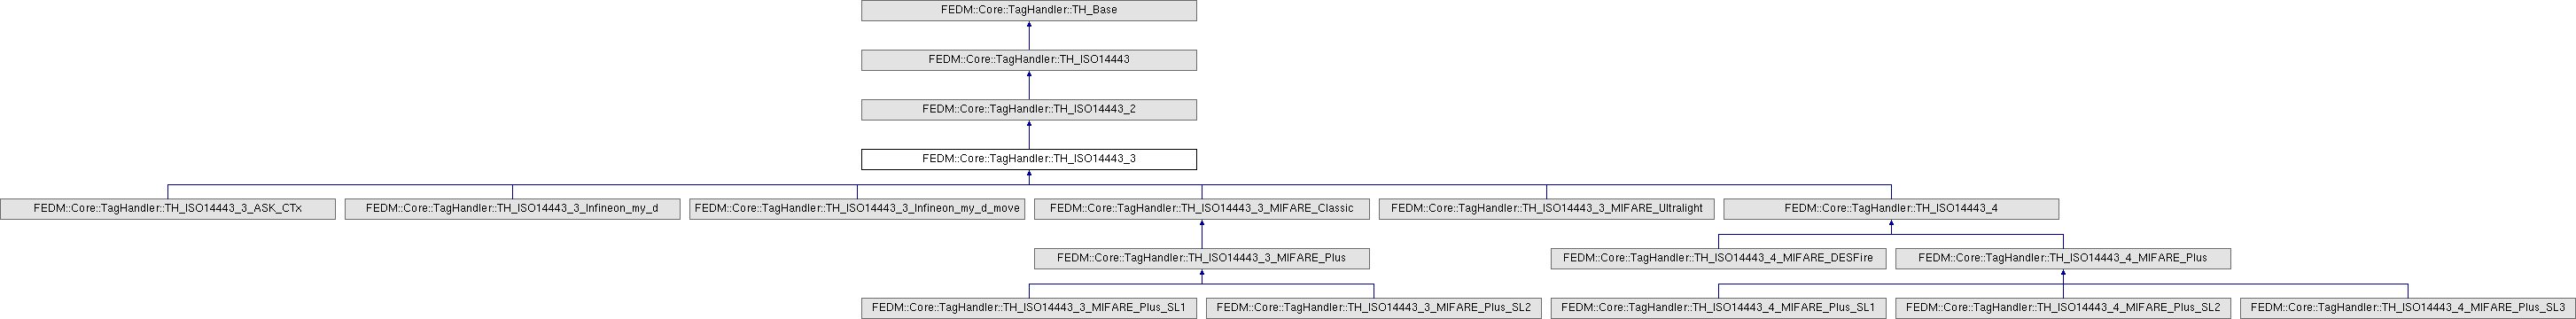 FEDM::Core::TagHandler::TH_Base
FEDM::Core::TagHandler::TH_ISO14443
FEDM::Core::TagHandler::TH_ISO14443_2
FEDM::Core::TagHandler::TH_ISO14443_3
FEDM::Core::TagHandler::TH_ISO14443_3_ASK_CTx
FEDM::Core::TagHandler::TH_ISO14443_3_Infineon_my_d
FEDM::Core::TagHandler::TH_ISO14443_3_Infineon_my_d_move
FEDM::Core::TagHandler::TH_ISO14443_3_MIFARE_Classic
FEDM::Core::TagHandler::TH_ISO14443_3_MIFARE_Ultralight
FEDM::Core::TagHandler::TH_ISO14443_4
FEDM::Core::TagHandler::TH_ISO14443_3_MIFARE_Plus
FEDM::Core::TagHandler::TH_ISO14443_4_MIFARE_DESFire
FEDM::Core::TagHandler::TH_ISO14443_4_MIFARE_Plus
FEDM::Core::TagHandler::TH_ISO14443_3_MIFARE_Plus_SL1
FEDM::Core::TagHandler::TH_ISO14443_3_MIFARE_Plus_SL2
FEDM::Core::TagHandler::TH_ISO14443_4_MIFARE_Plus_SL1
FEDM::Core::TagHandler::TH_ISO14443_4_MIFARE_Plus_SL2
FEDM::Core::TagHandler::TH_ISO14443_4_MIFARE_Plus_SL3